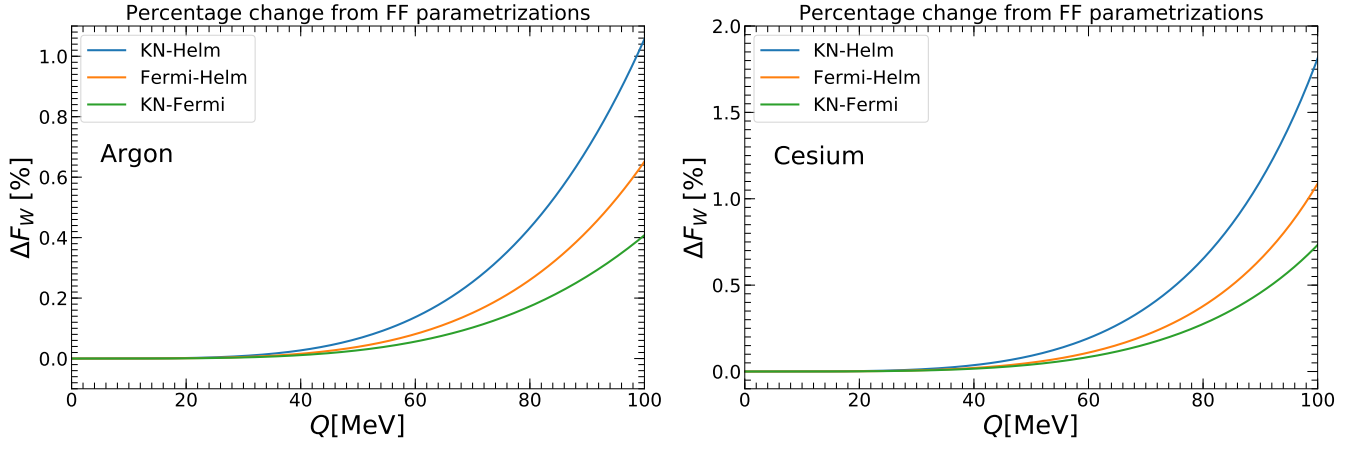 Percentage change from FF parametrizations
KN-Helm
Fermi-Helm
KN-Fermi
Argon
ΔF_W [%]
1.0
0.8
0.6
0.4
0.2
0.0
0 20 40 60 80 100
Q[MeV]
Percentage change from FF parametrizations
KN-Helm
Fermi-Helm
KN-Fermi
Cesium
ΔF_W [%]
2.0
1.5
1.0
0.5
0.0
0 20 40 60 80 100
Q[MeV]